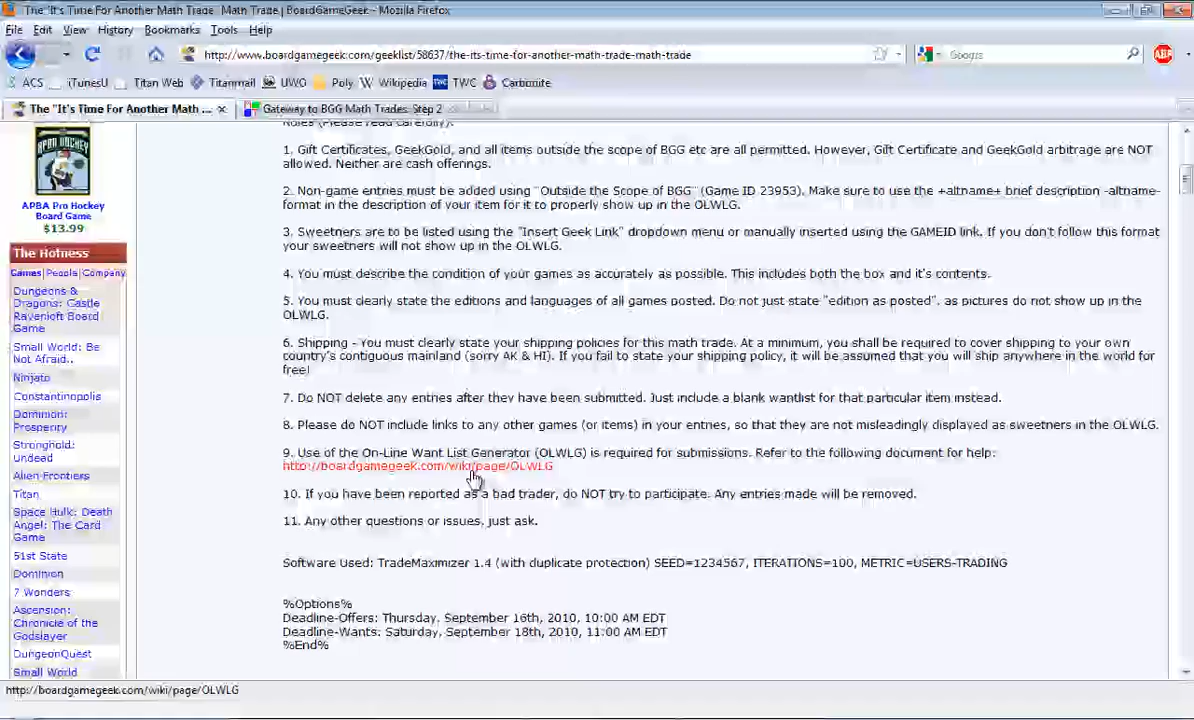 The "It's Time For Another Math Trade" Math Trade | BoardGameGeek - Mozilla Firefox
File Edit View History Bookmarks Tools Help
http://www.boardgamegeek.com/geeklist/58637/the-its-time-for-another-math-trade-math-trade
Google
ABP
ACS iTunesU Titan Web Titanmail UWO Poly Wikipedia TWC TWC Carbonite
The "It's Time For Another Math ...
Gateway to BGG Math Trades: Step 2
APBA Pro Hockey
Board Game
$13.99
The Hotness
Games | People | Company
Dungeons &
Dragons: Castle
Ravenloft Board
Game
Small World: Be
Not Afraid..
Ninjato
Constantinopolis
Dominion:
Prosperity
Stronghold:
Undead
Alien Frontiers
Titan
Space Hulk: Death
Angel: The Card
Game
51st State
Dominion
7 Wonders
Ascension:
Chronicle of the
Godslayer
DungeonQuest
Small World
Rules (Please read carefully):
1. Gift Certificates, GeekGold, and all items outside the scope of BGG etc are all permitted. However, Gift Certificate and GeekGold arbitrage are NOT
allowed. Neither are cash offerings.
2. Non-game entries must be added using "Outside the Scope of BGG" (Game ID 23953). Make sure to use the +altname+ brief description -altname-
format in the description of your item for it to properly show up in the OLWLG.
3. Sweetners are to be listed using the "Insert Geek Link" dropdown menu or manually inserted using the GAMEID link. If you don't follow this format
your sweetners will not show up in the OLWLG.
4. You must describe the condition of your games as accurately as possible. This includes both the box and it's contents.
5. You must clearly state the editions and languages of all games posted. Do not just state "edition as posted", as pictures do not show up in the
OLWLG.
6. Shipping - You must clearly state your shipping policies for this math trade. At a minimum, you shall be required to cover shipping to your own
country's contiguous mainland (sorry AK & HI). If you fail to state your shipping policy, it will be assumed that you will ship anywhere in the world for
free!
7. Do NOT delete any entries after they have been submitted. Just include a blank wantlist for that particular item instead.
8. Please do NOT include links to any other games (or items) in your entries, so that they are not misleadingly displayed as sweetners in the OLWLG.
9. Use of the On-Line Want List Generator (OLWLG) is required for submissions. Refer to the following document for help:
http://boardgamegeek.com/wiki/page/OLWLG
10. If you have been reported as a bad trader, do NOT try to participate. Any entries made will be removed.
11. Any other questions or issues, just ask.
Software Used: TradeMaximizer 1.4 (with duplicate protection) SEED=1234567, ITERATIONS=100, METRIC=USERS-TRADING
%Options%
Deadline-Offers: Thursday, September 16th, 2010, 10:00 AM EDT
Deadline-Wants: Saturday, September 18th, 2010, 11:00 AM EDT
%End%
http://boardgamegeek.com/wiki/page/OLWLG